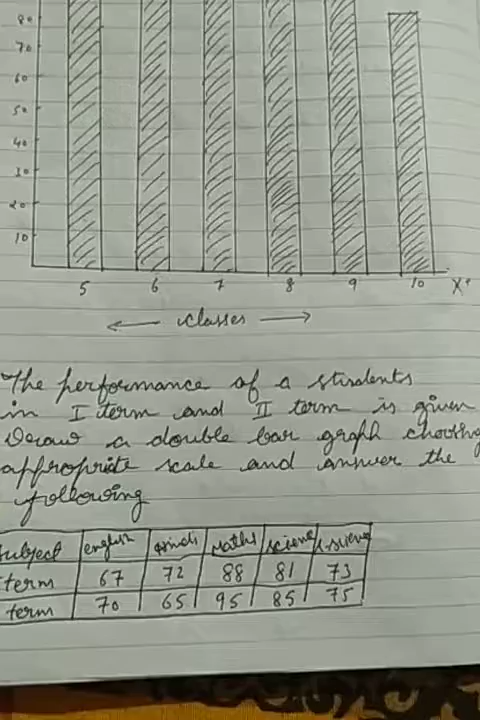 80
70
60
50
40
30
20
10
5 6 7 8 9 10 X'
← Classes →
The performance of a students
in I term and II term is given
Draw a double bar graph choosing
appropriate scale and answer the
following
Subject english Hindi Maths science s.science
term 67 72 88 81 73
term 70 65 95 85 75